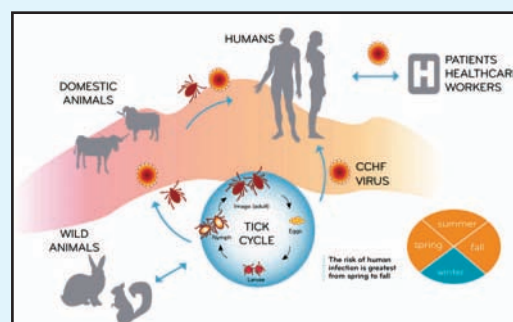 HUMANS
PATIENTS
HEALTHCARE
WORKERS
H
DOMESTIC
ANIMALS
CCHF
VIRUS
Imago (adult)
TICK
CYCLE
Eggs
Nymph
Larvae
WILD
ANIMALS
summer
spring
fall
winter
The risk of human
infection is greatest
from spring to fall